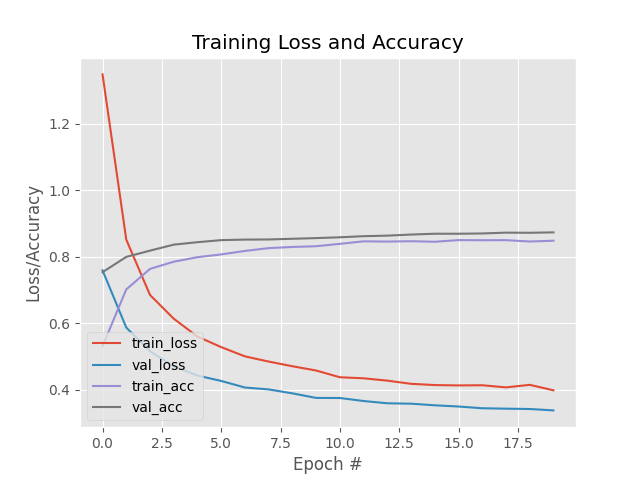 Training Loss and Accuracy
Loss/Accuracy
1.2
1.0
0.8
0.6
0.4
train_loss
val_loss
train_acc
val_acc
0.0 2.5 5.0 7.5 10.0 12.5 15.0 17.5
Epoch #